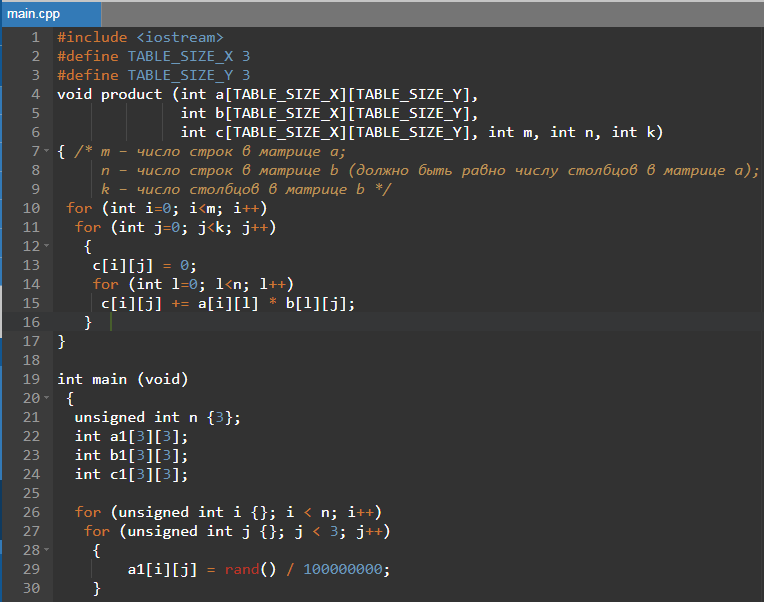 main.cpp
1 #include <iostream>
2 #define TABLE_SIZE_X 3
3 #define TABLE_SIZE_Y 3
4 void product (int a[TABLE_SIZE_X][TABLE_SIZE_Y],
5 int b[TABLE_SIZE_X][TABLE_SIZE_Y],
6 int c[TABLE_SIZE_X][TABLE_SIZE_Y], int m, int n, int k)
7 { /* m – число строк в матрице a;
8 n – число строк в матрице b (должно быть равно числу столбцов в матрице a);
9 k – число столбцов в матрице b */
10 for (int i=0; i<m; i++)
11 for (int j=0; j<k; j++)
12 {
13 c[i][j] = 0;
14 for (int l=0; l<n; l++)
15 c[i][j] += a[i][l] * b[l][j];
16 }
17 }
18
19 int main (void)
20 {
21 unsigned int n {3};
22 int a1[3][3];
23 int b1[3][3];
24 int c1[3][3];
25
26 for (unsigned int i {}; i < n; i++)
27 for (unsigned int j {}; j < 3; j++)
28 {
29 a1[i][j] = rand() / 100000000;
30 }